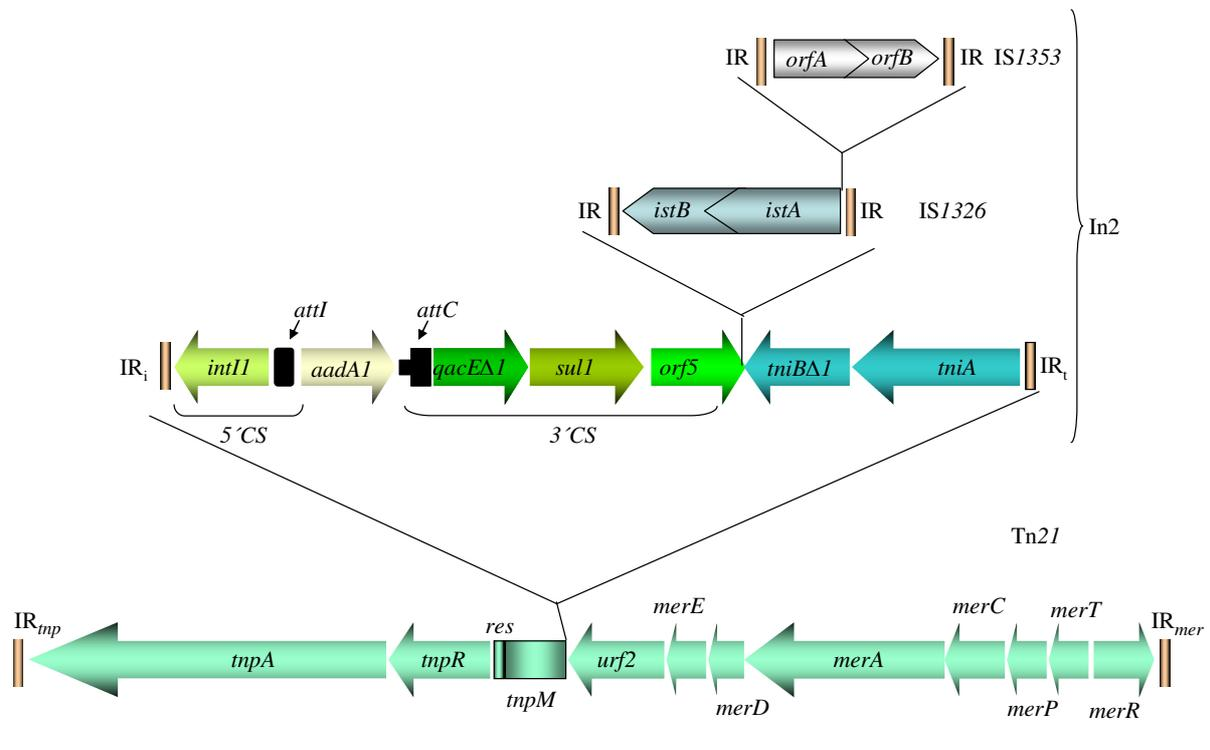 IR orfA orfB IR IS1353
IR istB istA IR IS1326
In2
attI attC
IRi intI1 aadA1 qacEΔ1 sul1 orf5 tniBΔ1 tniA IRt
5´CS 3´CS
Tn21
merE merC merT
IRtnp res IRmer
tnpA tnpR urf2 merA
tnpM merD merP merR